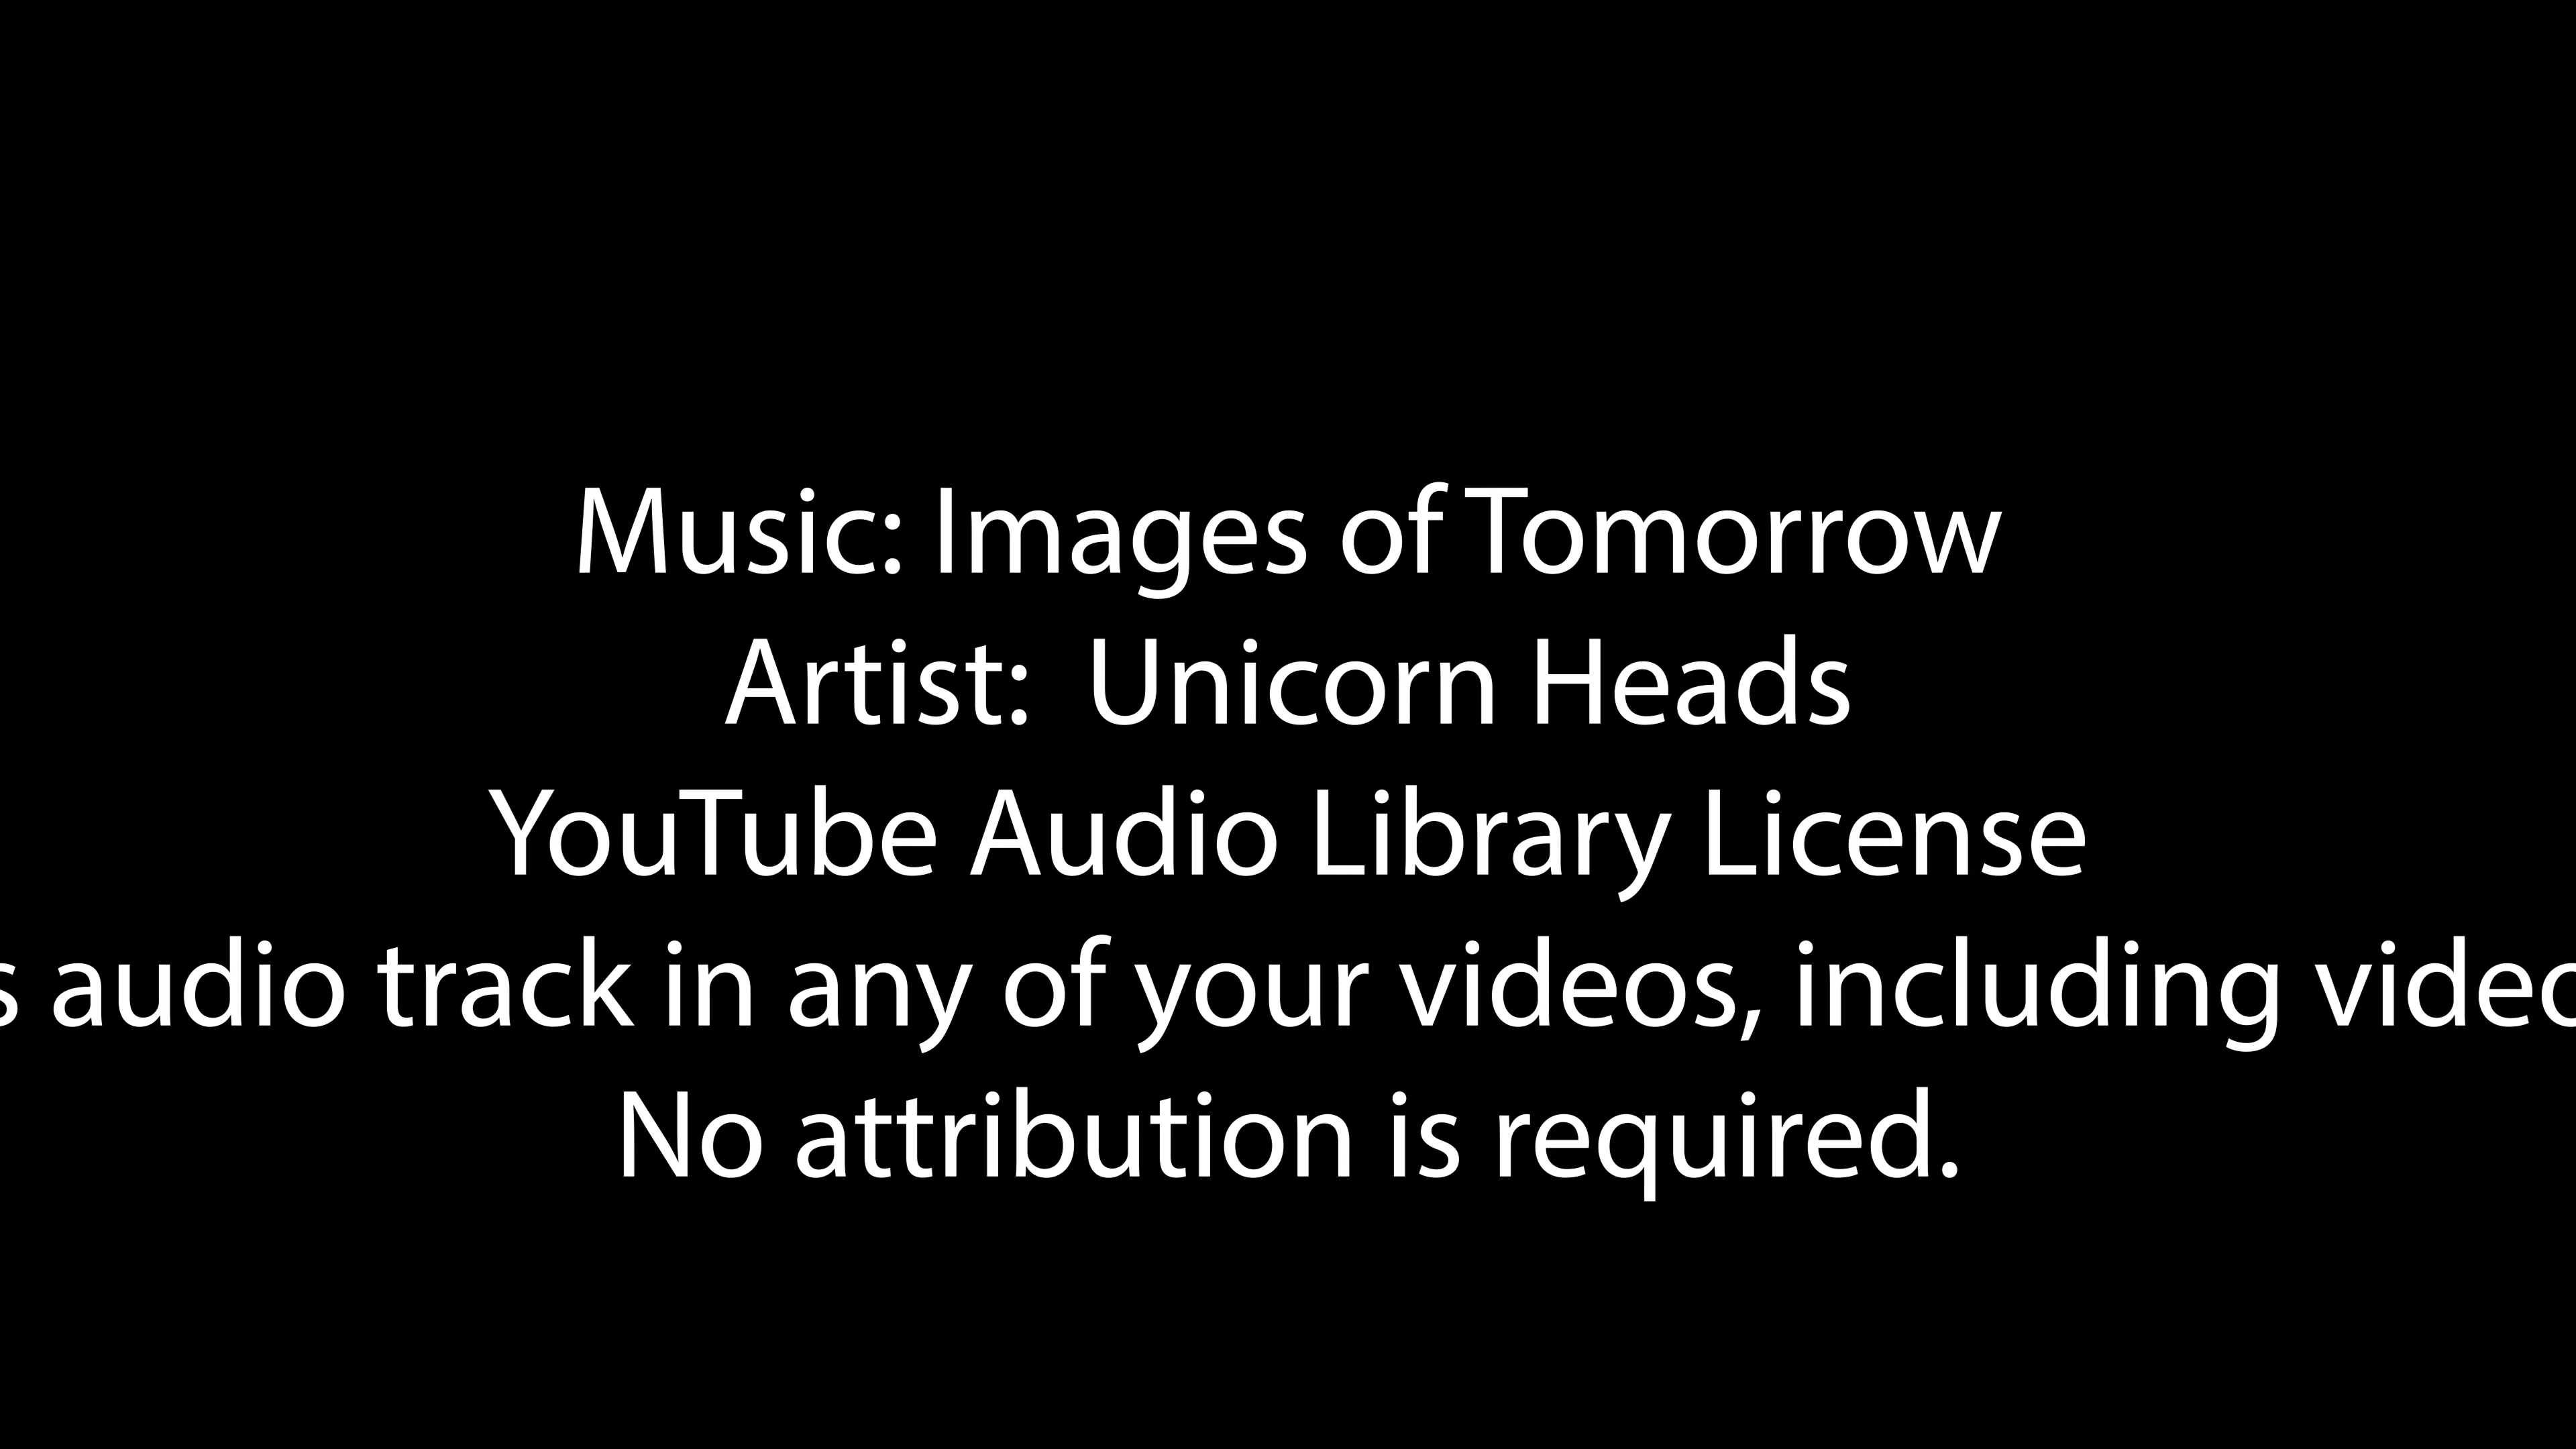 Music: Images of Tomorrow
Artist:  Unicorn Heads
YouTube Audio Library License
audio track in any of your videos, including
No attribution is required.